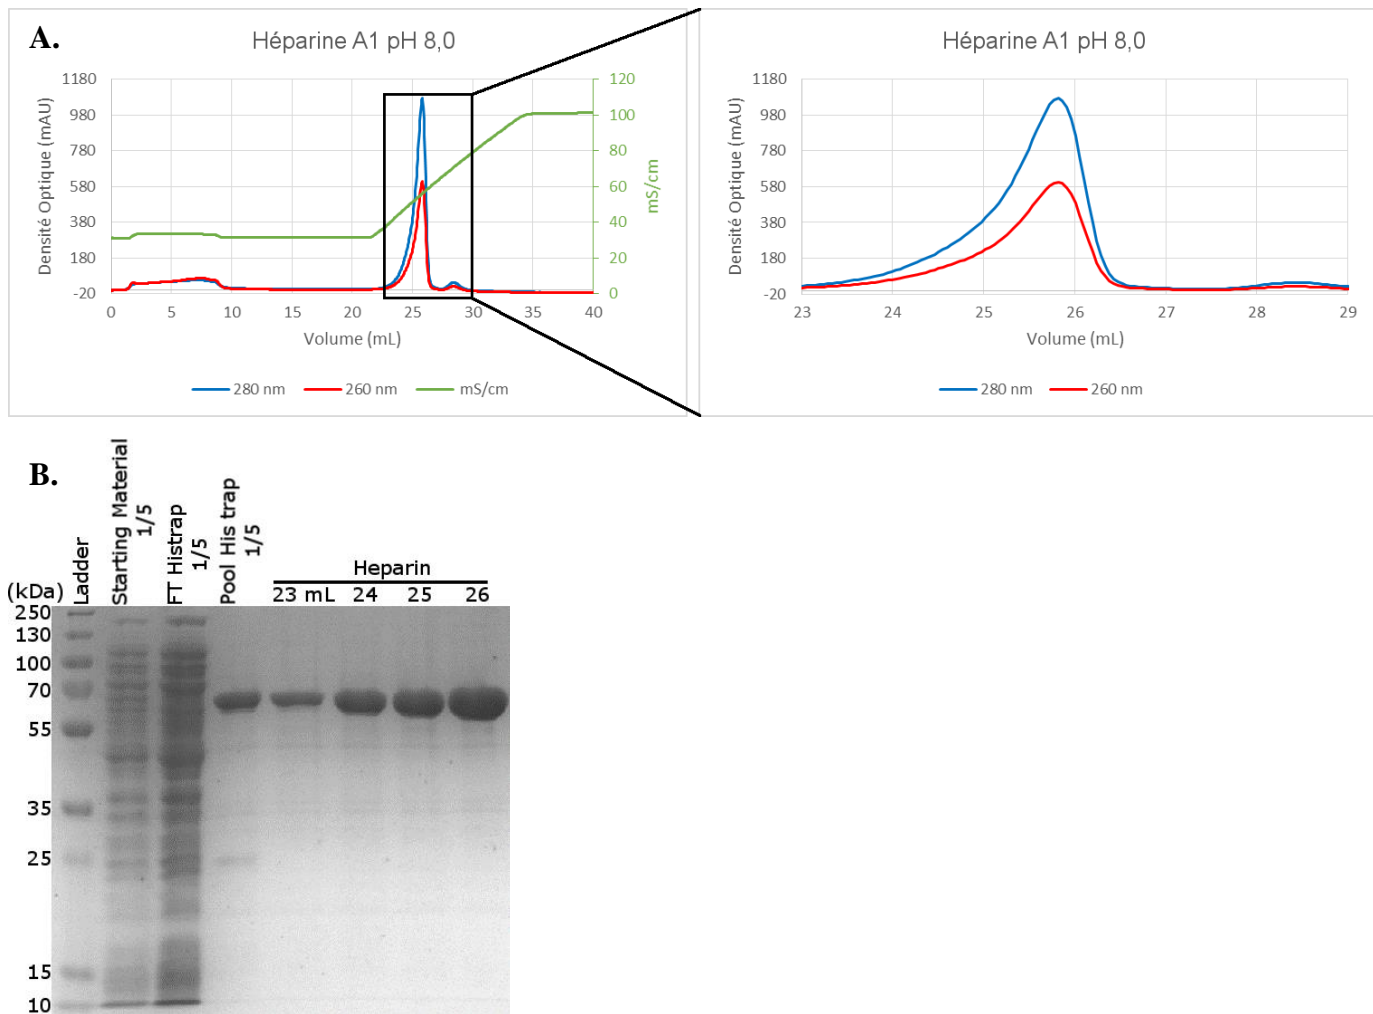 A.
Héparine A1 pH 8,0
1180
980
780
580
380
180
-20
Densité Optique (mAU)
120
100
80
60
40
20
0
mS/cm
0 5 10 15 20 25 30 35 40
Volume (mL)
280 nm 260 nm mS/cm
Héparine A1 pH 8,0
1180
980
780
580
380
180
-20
Densité Optique (mAU)
23 24 25 26 27 28 29
Volume (mL)
280 nm 260 nm
B.
(kDa)
Ladder
Starting Material
1/5
FT Histrap
1/5
Pool His trap
1/5
Heparin
23 mL 24 25 26
250
130
100
70
55
35
25
15
10